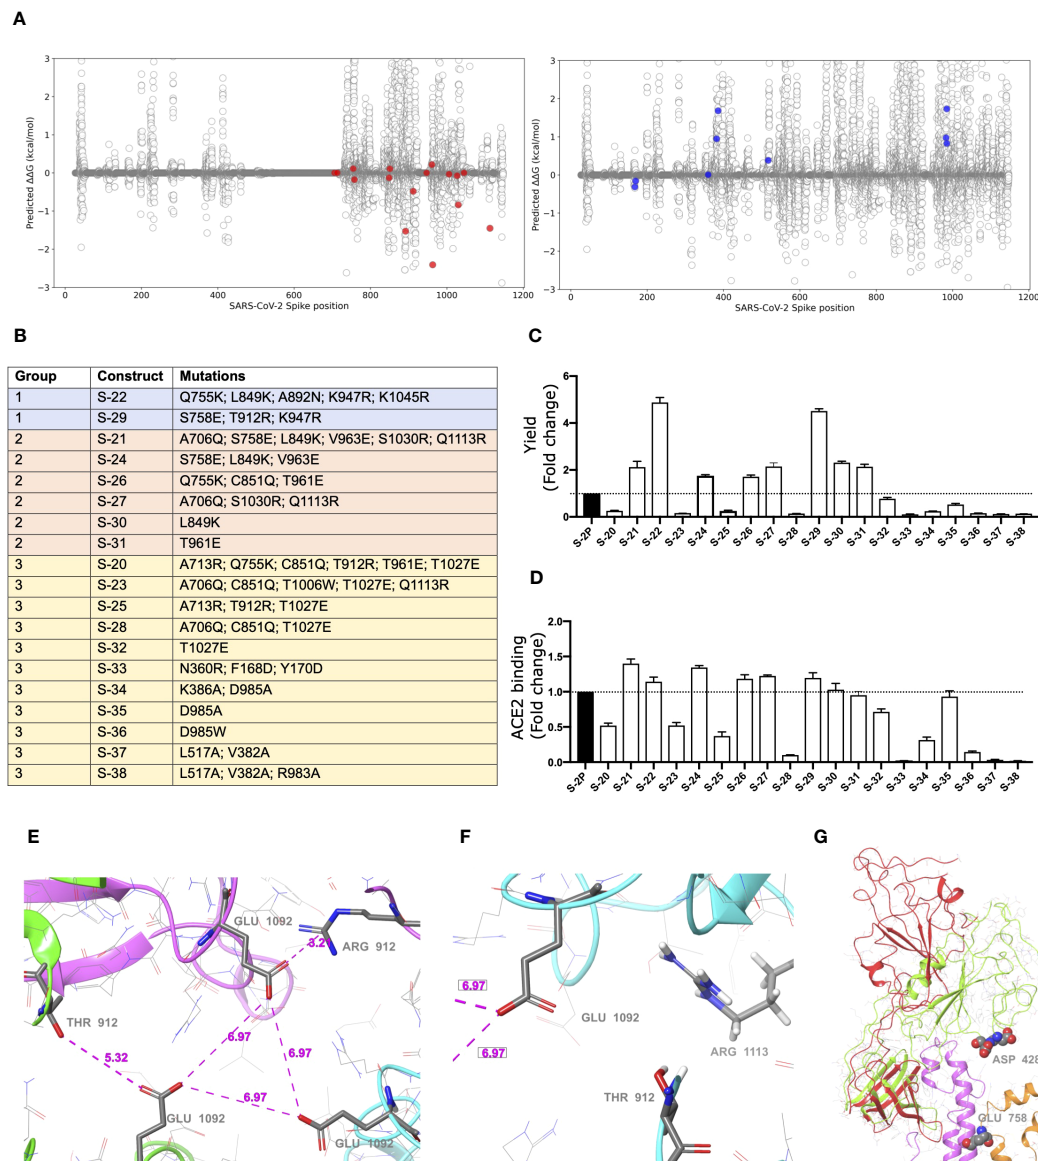 A
3
2
1
0
−1
−2
−3
Predicted ΔΔG (kcal/mol)
0 200 400 600 800 1000 1200
SARS-CoV-2 Spike position
3
2
1
0
−1
−2
−3
Predicted ΔΔG (kcal/mol)
0 200 400 600 800 1000 1200
SARS-CoV-2 Spike position
B
Group Construct Mutations
1 S-22 Q755K; L849K; A892N; K947R; K1045R
1 S-29 S758E; T912R; K947R
2 S-21 A706Q; S758E; L849K; V963E; S1030R; Q1113R
2 S-24 S758E; L849K; V963E
2 S-26 Q755K; C851Q; T961E
2 S-27 A706Q; S1030R; Q1113R
2 S-30 L849K
2 S-31 T961E
3 S-20 A713R; Q755K; C851Q; T912R; T961E; T1027E
3 S-23 A706Q; C851Q; T1006W; T1027E; Q1113R
3 S-25 A713R; T912R; T1027E
3 S-28 A706Q; C851Q; T1027E
3 S-32 T1027E
3 S-33 N360R; F168D; Y170D
3 S-34 K386A; D985A
3 S-35 D985A
3 S-36 D985W
3 S-37 L517A; V382A
3 S-38 L517A; V382A; R983A
C
6
4
2
0
Yield
(Fold change)
S-2P S-20 S-21 S-22 S-23 S-24 S-25 S-26 S-27 S-28 S-29 S-30 S-31 S-32 S-33 S-34 S-35 S-36 S-37 S-38
D
2.0
1.5
1.0
0.5
0.0
ACE2 binding
(Fold change)
S-2P S-20 S-21 S-22 S-23 S-24 S-25 S-26 S-27 S-28 S-29 S-30 S-31 S-32 S-33 S-34 S-35 S-36 S-37 S-38
E
GLU 1092
3.2
ARG 912
THR 912
5.32
6.97
6.97
6.97
GLU 1092
GLU 1092
F
6.97
6.97
GLU 1092
ARG 1113
THR 912
G
ASP 428
GLU 758